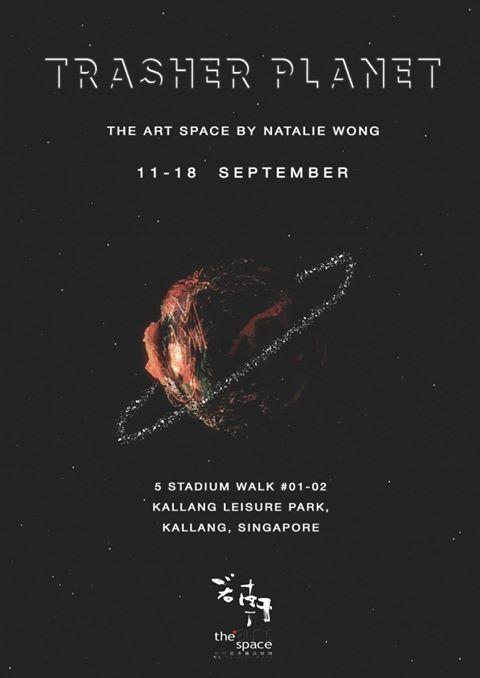 TRASHER PLANET
THE ART SPACE BY NATALIE WONG
11-18 SEPTEMBER
5 STADIUM WALK #01-02
KALLANG LEISURE PARK,
KALLANG, SINGAPORE
the art
space